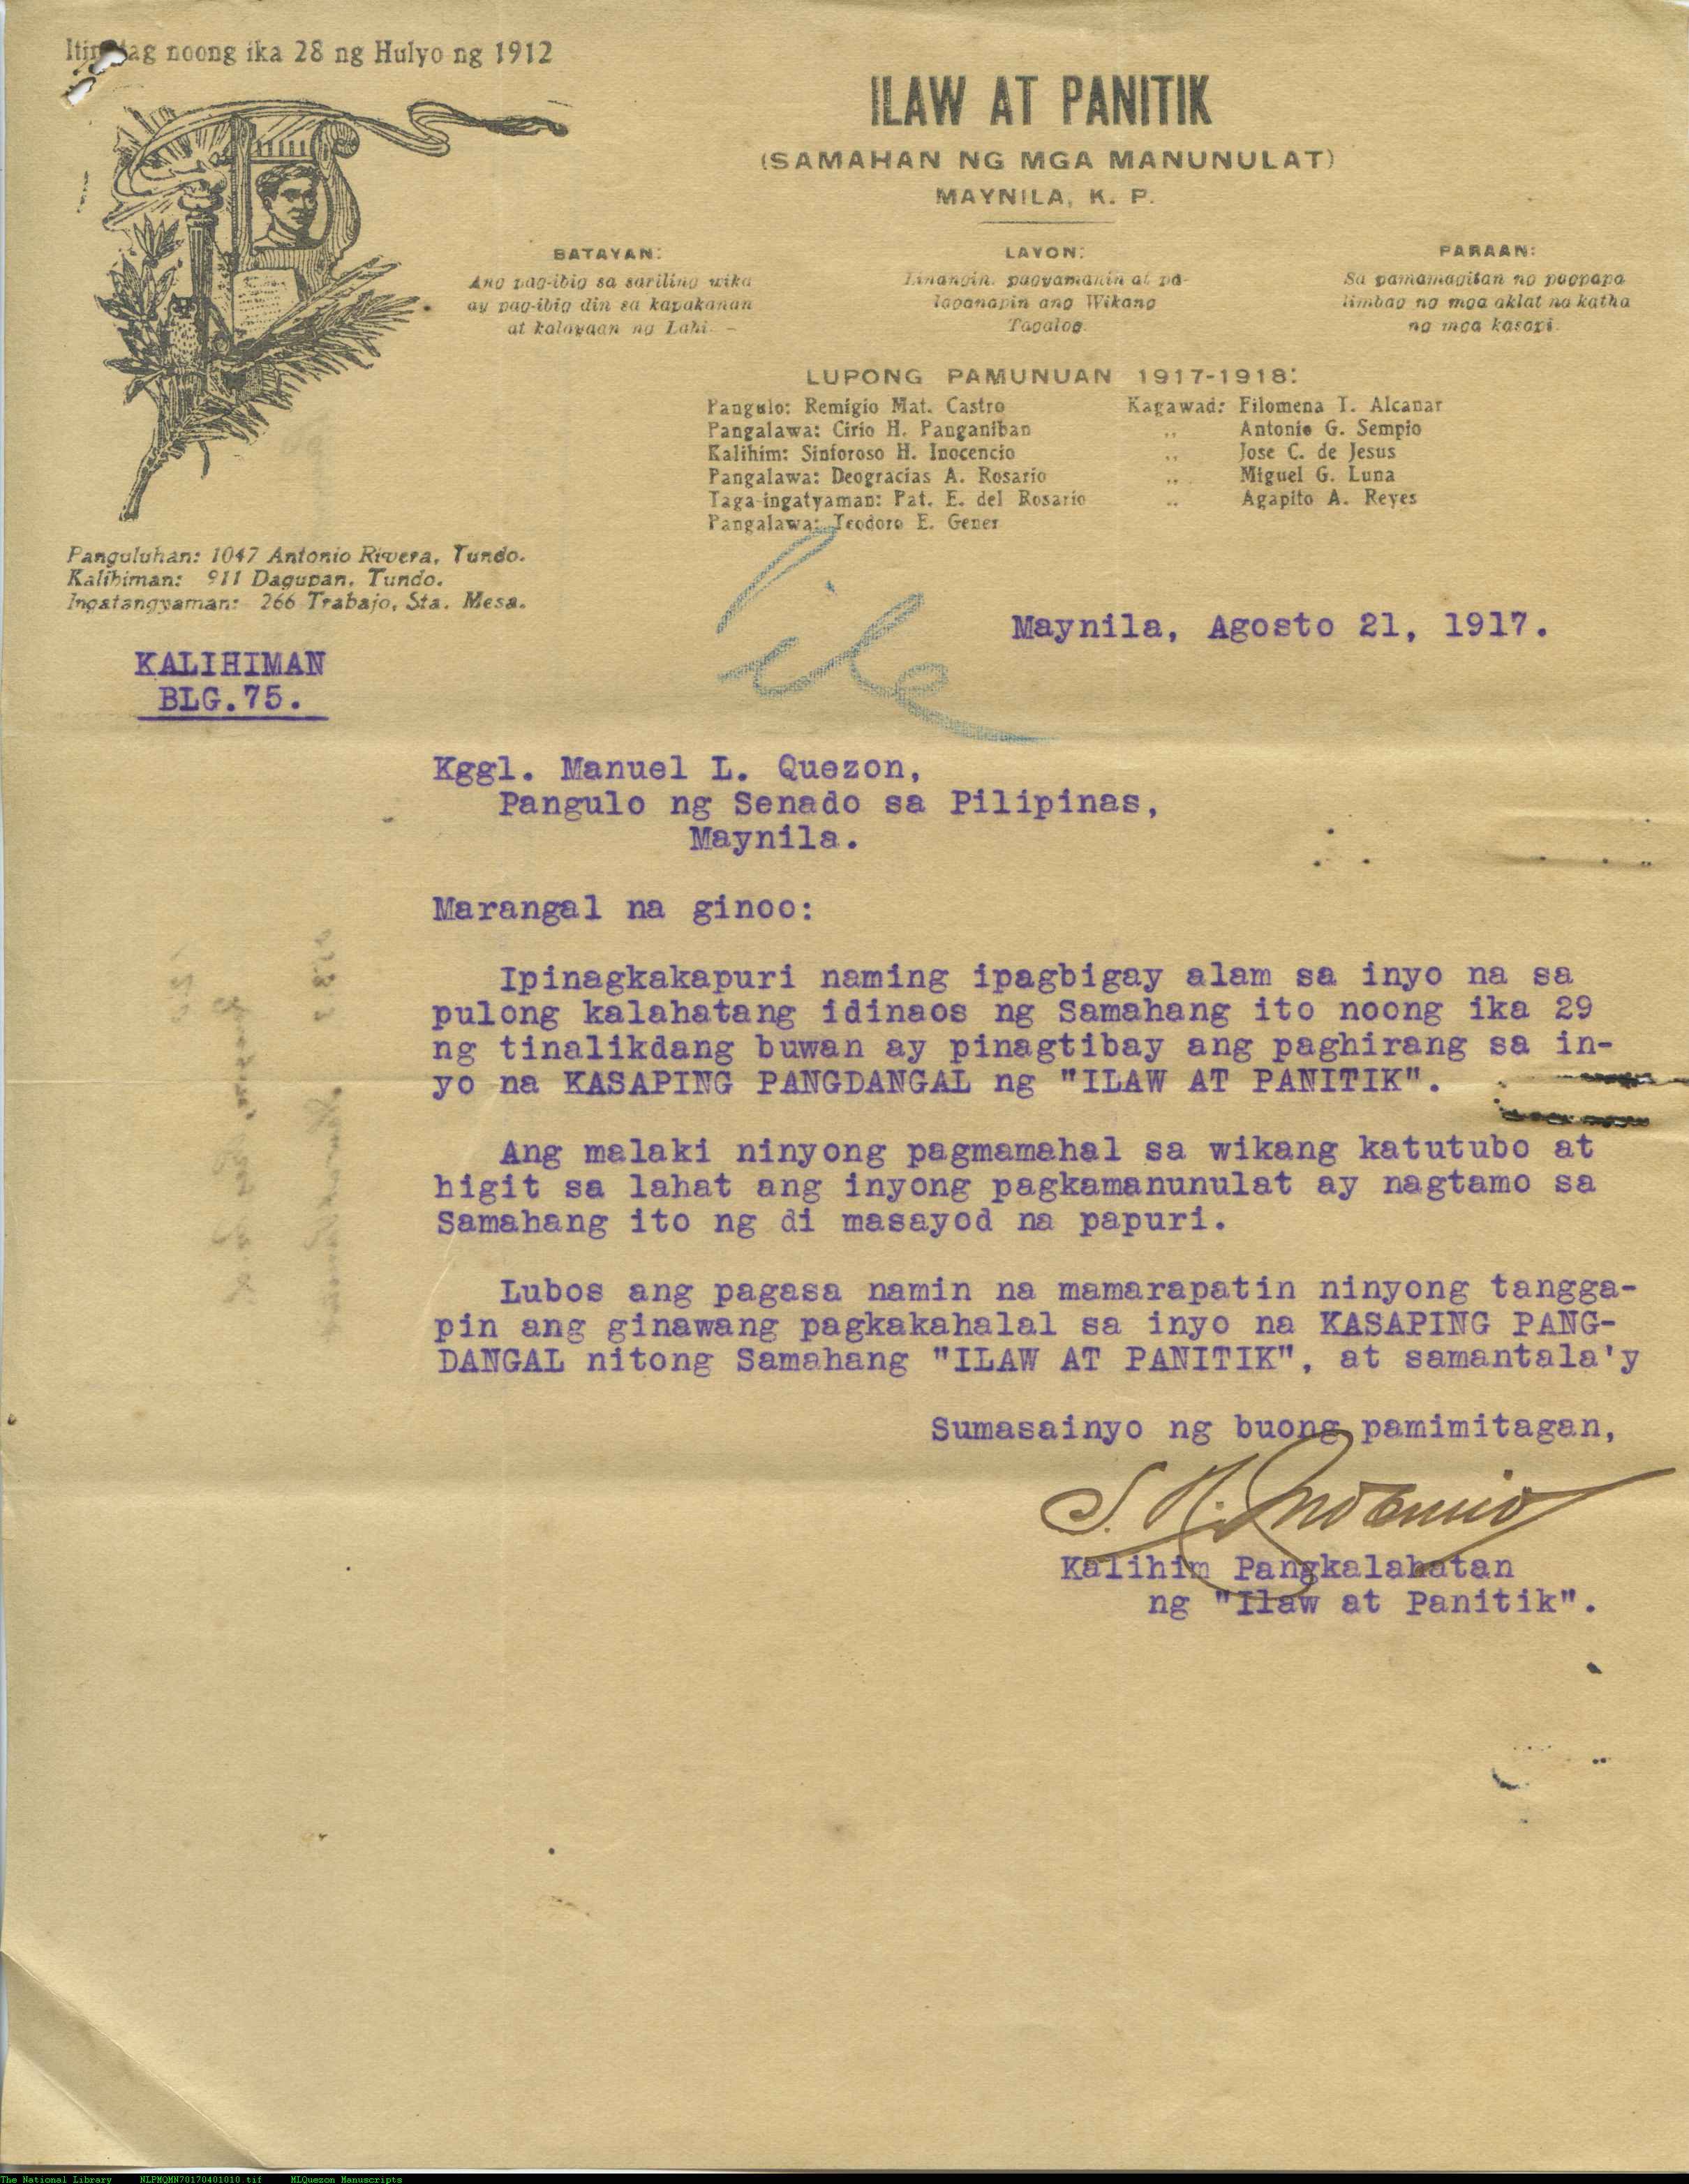 Itinatag noong ika 28 ng Hulyo ng 1912
ILAW AT PANITIK
(SAMAHAN NG MGA MANUNULAT)
MAYNILA, K. P.
BATAYAN:
Ang pag-ibig sa sariling wika
ay pag-ibig din sa kapakanan
at kalayaan ng Lahi. –
LAYON:
Linangin, pagyamanin at pa-
laganapin ang Wikang
Tagalog.
PARAAN:
Sa pamamagitan ng pagpapa
limbag ng mga aklat na katha
ng mga kasapi.
LUPONG PAMUNUAN 1917-1918:
Pangulo: Remigio Mat. Castro
Pangalawa: Cirio H. Panganiban
Kalihim: Sinforoso H. Inocencio
Pangalawa: Deogracias A. Rosario
Taga-ingatyaman: Pat. E. del Rosario
Pangalawa: Teodoro E. Gener
Kagawad: Filomena T. Alcanar
,, Antonio G. Sempio
,, Jose C. de Jesus
,, Miguel G. Luna
,, Agapito A. Reyes
Panguluhan: 1047 Antonio Rivera, Tundo.
Kalihiman: 911 Dagupan, Tundo.
Ingatangyaman: 266 Trabajo, Sta. Mesa.
File
Maynila, Agosto 21, 1917.
KALIHIMAN
BLG.75.
Kggl. Manuel L. Quezon,
Pangulo ng Senado sa Pilipinas,
Maynila.
Marangal na ginoo:
Ipinagkakapuri naming ipagbigay alam sa inyo na sa
pulong kalahatang idinaos ng Samahang ito noong ika 29
ng tinalikdang buwan ay pinagtibay ang paghirang sa in-
yo na KASAPING PANGDANGAL ng "ILAW AT PANITIK".
Ang malaki ninyong pagmamahal sa wikang katutubo at
higit sa lahat ang inyong pagkamanunulat ay nagtamo sa
Samahang ito ng di masayod na papuri.
Lubos ang pagasa namin na mamarapatin ninyong tangga-
pin ang ginawang pagkakahalal sa inyo na KASAPING PANG-
DANGAL nitong Samahang "ILAW AT PANITIK", at samantala'y
Sumasainyo ng buong pamimitagan,
S. H. Inocencio
Kalihim Pangkalahatan
ng "Ilaw at Panitik".
The National Library NLPMQMN70170401010.tif MLQuezon Manuscripts